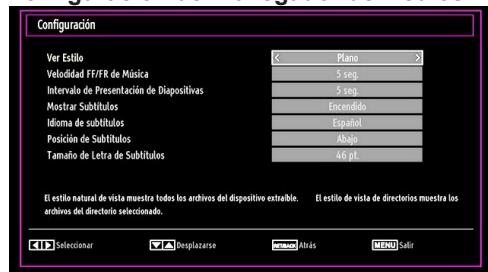 Configuración
Ver Estilo < Plano >
Velodidad FF/FR de Música 5 seg.
Intervalo de Presentación de Diapositivas 5 seg.
Mostrar Subtítulos Encendido
Idioma de subtítulos Español
Posición de Subtítulos Abajo
Tamaño de Letra de Subtítulos 46 pt.
El estilo natural de vista muestra todos los archivos del dispositivo extraíble. El estilo de vista de directorios muestra los
archivos del directorio seleccionado.
Seleccionar Desplazarse Atrás MENU Salir